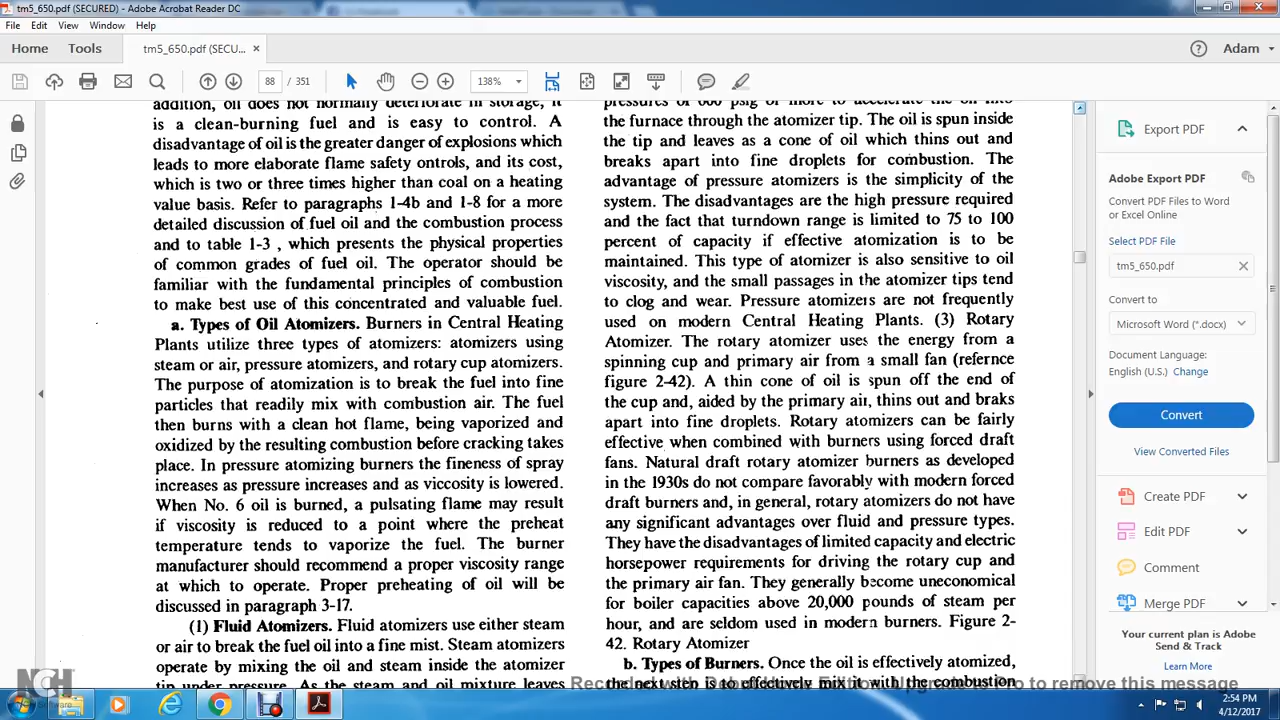 tm5_650.pdf (SECURED) - Adobe Acrobat Reader DC
File Edit View Window Help
Home Tools tm5_650.pdf (SECU... × Adam
88 / 351 138%
addition, oil does not normally deteriorate in storage, it
is a clean-burning fuel and is easy to control. A
disadvantage of oil is the greater danger of explosions which
leads to more elaborate flame safety ontrols, and its cost,
which is two or three times higher than coal on a heating
value basis. Refer to paragraphs 1-4b and 1-8 for a more
detailed discussion of fuel oil and the combustion process
and to table 1-3 , which presents the physical properties
of common grades of fuel oil. The operator should be
familiar with the fundamental principles of combustion
to make best use of this concentrated and valuable fuel.
a. Types of Oil Atomizers. Burners in Central Heating
Plants utilize three types of atomizers: atomizers using
steam or air, pressure atomizers, and rotary cup atomizers.
The purpose of atomization is to break the fuel into fine
particles that readily mix with combustion air. The fuel
then burns with a clean hot flame, being vaporized and
oxidized by the resulting combustion before cracking takes
place. In pressure atomizing burners the fineness of spray
increases as pressure increases and as viccosity is lowered.
When No. 6 oil is burned, a pulsating flame may result
if viscosity is reduced to a point where the preheat
temperature tends to vaporize the fuel. The burner
manufacturer should recommend a proper viscosity range
at which to operate. Proper preheating of oil will be
discussed in paragraph 3-17.
(1) Fluid Atomizers. Fluid atomizers use either steam
or air to break the fuel oil into a fine mist. Steam atomizers
operate by mixing the oil and steam inside the atomizer
tip under pressure. As the steam and oil mixture leaves
pressures of 600 psig or more to accelerate the oil into
the furnace through the atomizer tip. The oil is spun inside
the tip and leaves as a cone of oil which thins out and
breaks apart into fine droplets for combustion. The
advantage of pressure atomizers is the simplicity of the
system. The disadvantages are the high pressure required
and the fact that turndown range is limited to 75 to 100
percent of capacity if effective atomization is to be
maintained. This type of atomizer is also sensitive to oil
viscosity, and the small passages in the atomizer tips tend
to clog and wear. Pressure atomizers are not frequently
used on modern Central Heating Plants. (3) Rotary
Atomizer. The rotary atomizer uses the energy from a
spinning cup and primary air from a small fan (refernce
figure 2-42). A thin cone of oil is spun off the end of
the cup and, aided by the primary air, thins out and braks
apart into fine droplets. Rotary atomizers can be fairly
effective when combined with burners using forced draft
fans. Natural draft rotary atomizer burners as developed
in the 1930s do not compare favorably with modern forced
draft burners and, in general, rotary atomizers do not have
any significant advantages over fluid and pressure types.
They have the disadvantages of limited capacity and electric
horsepower requirements for driving the rotary cup and
the primary air fan. They generally become uneconomical
for boiler capacities above 20,000 pounds of steam per
hour, and are seldom used in modern burners. Figure 2-
42. Rotary Atomizer
b. Types of Burners. Once the oil is effectively atomized,
the next step is to effectively mix it with the combustion
Export PDF
Adobe Export PDF
Convert PDF Files to Word
or Excel Online
Select PDF File
tm5_650.pdf
Convert to
Microsoft Word (*.docx)
Document Language:
English (U.S.) Change
Convert
View Converted Files
Create PDF
Edit PDF
Comment
Merge PDF
Your current plan is Adobe
Send & Track
Learn More
NCH
Software
to remove this message
2:54 PM
4/12/2017